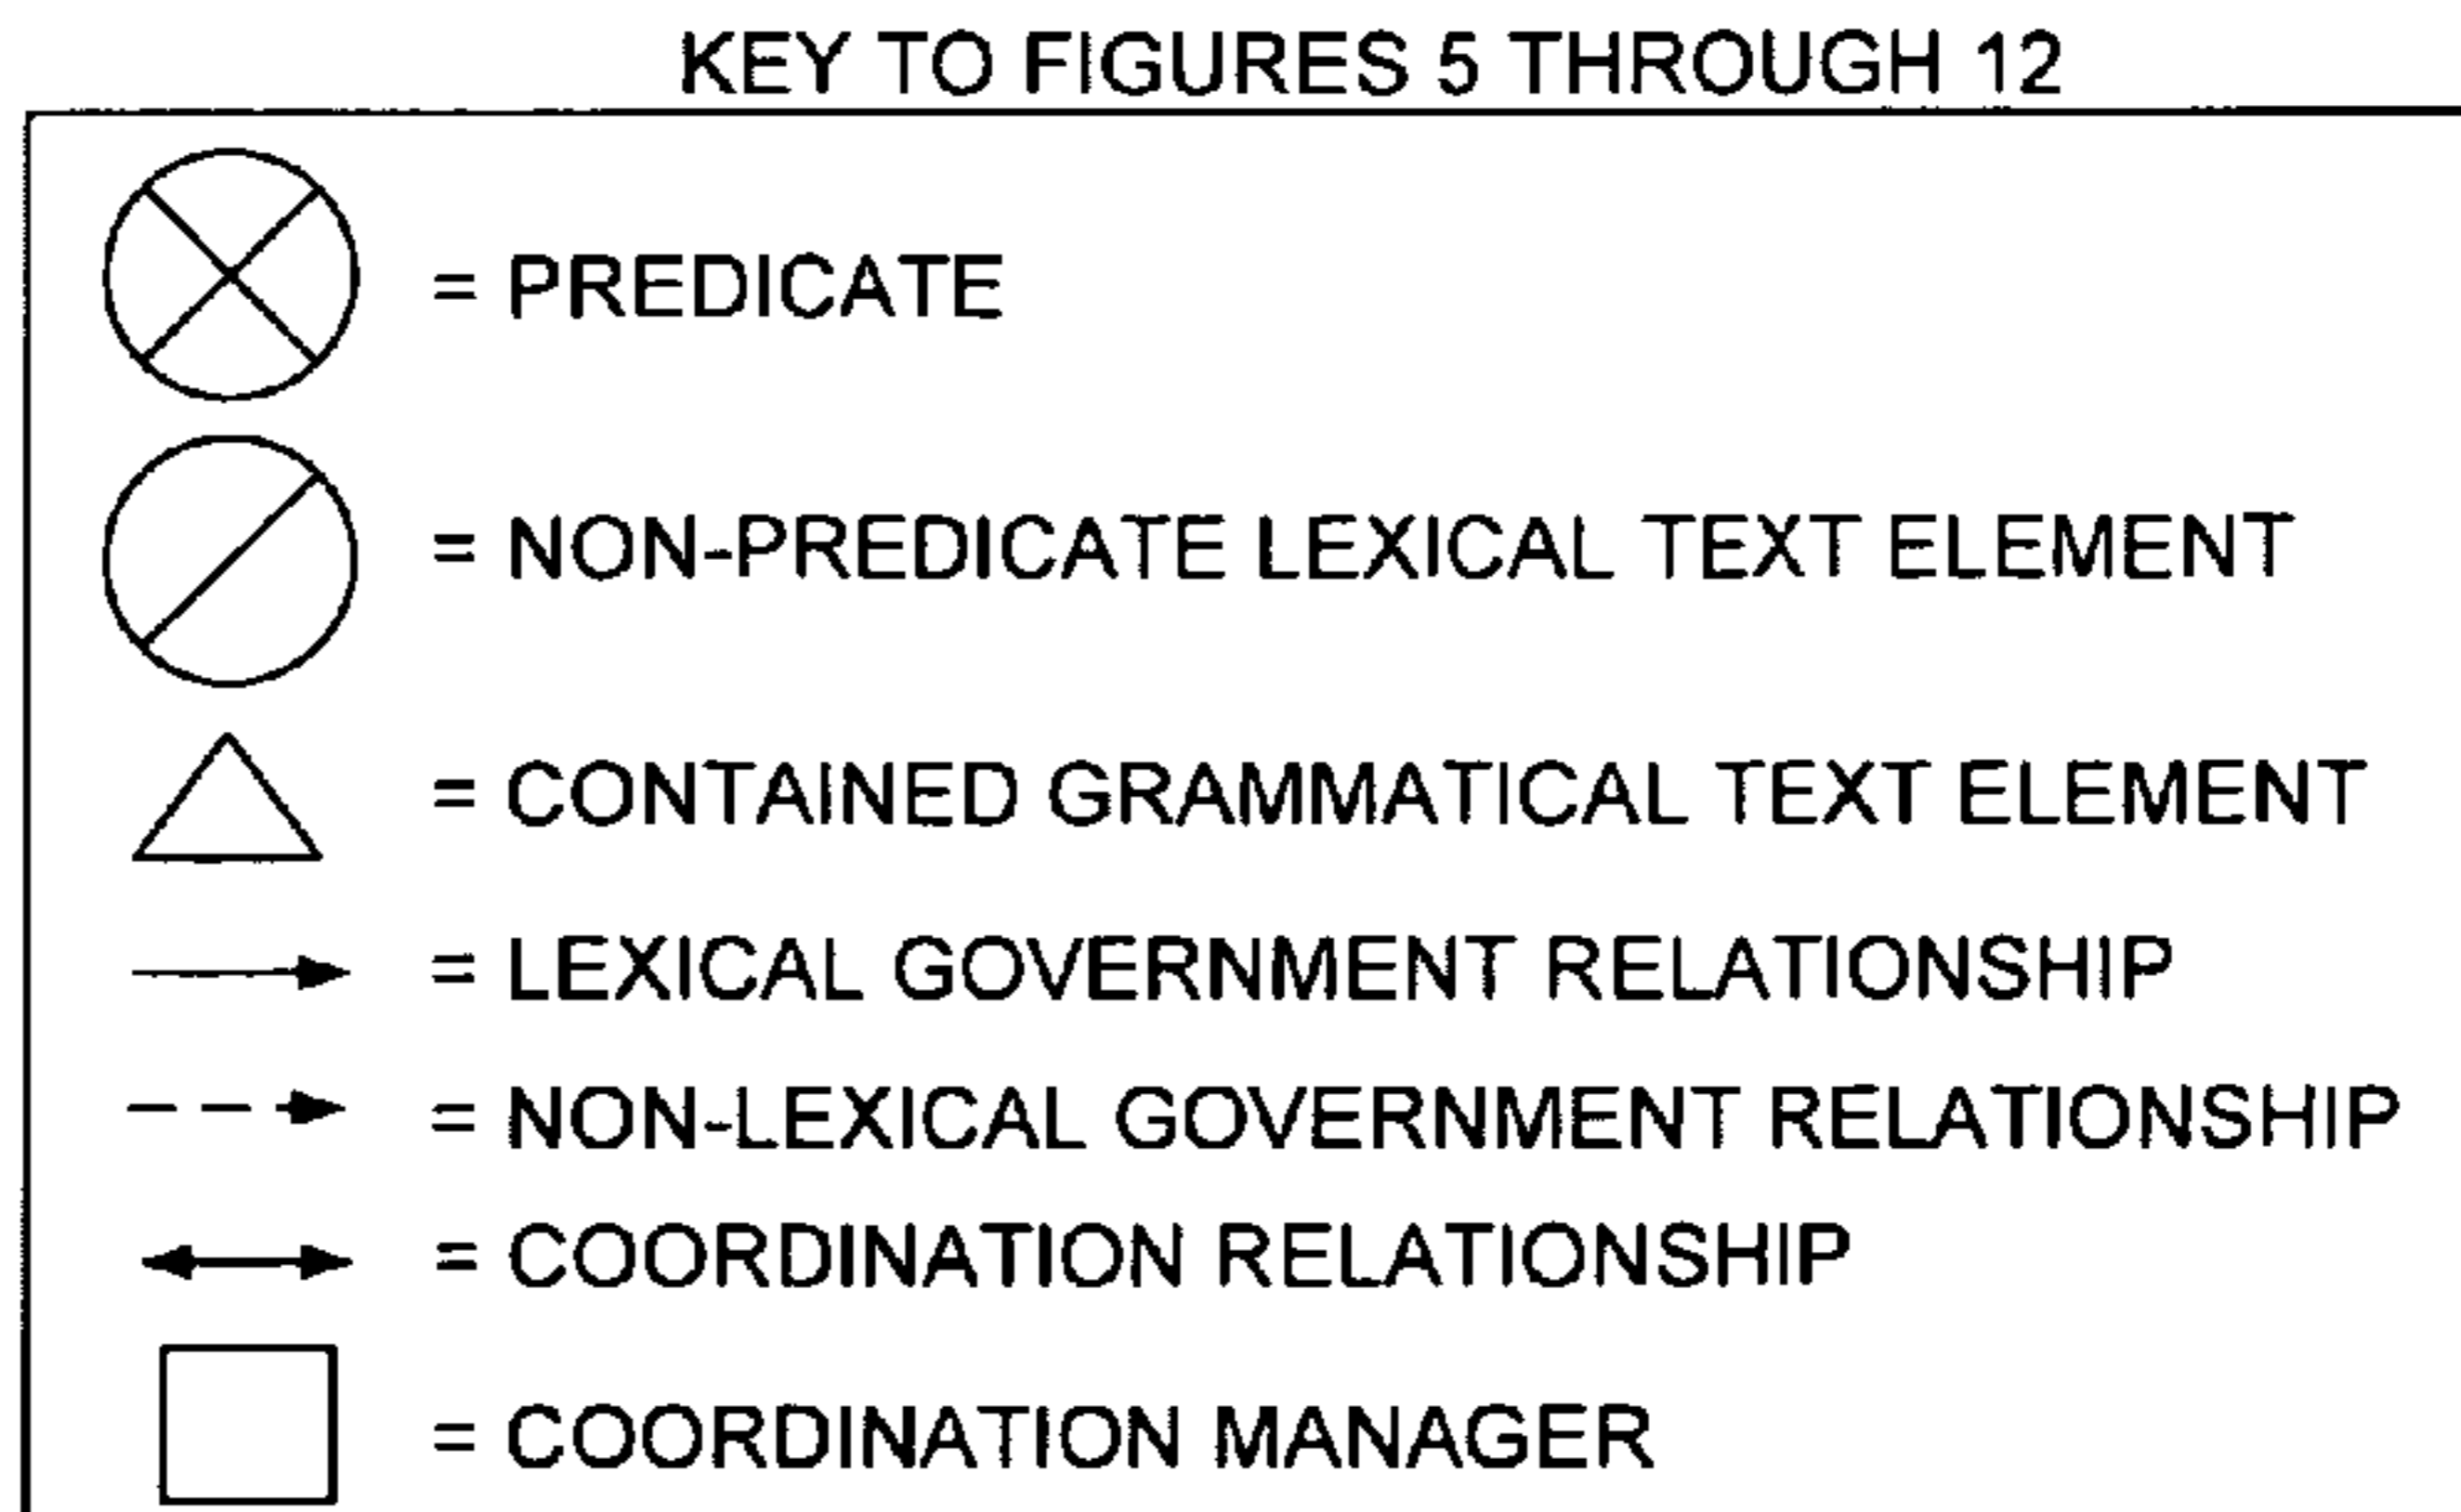 KEY TO FIGURES 5 THROUGH 12
= PREDICATE
= NON-PREDICATE LEXICAL TEXT ELEMENT
= CONTAINED GRAMMATICAL TEXT ELEMENT
= LEXICAL GOVERNMENT RELATIONSHIP
= NON-LEXICAL GOVERNMENT RELATIONSHIP
= COORDINATION RELATIONSHIP
= COORDINATION MANAGER